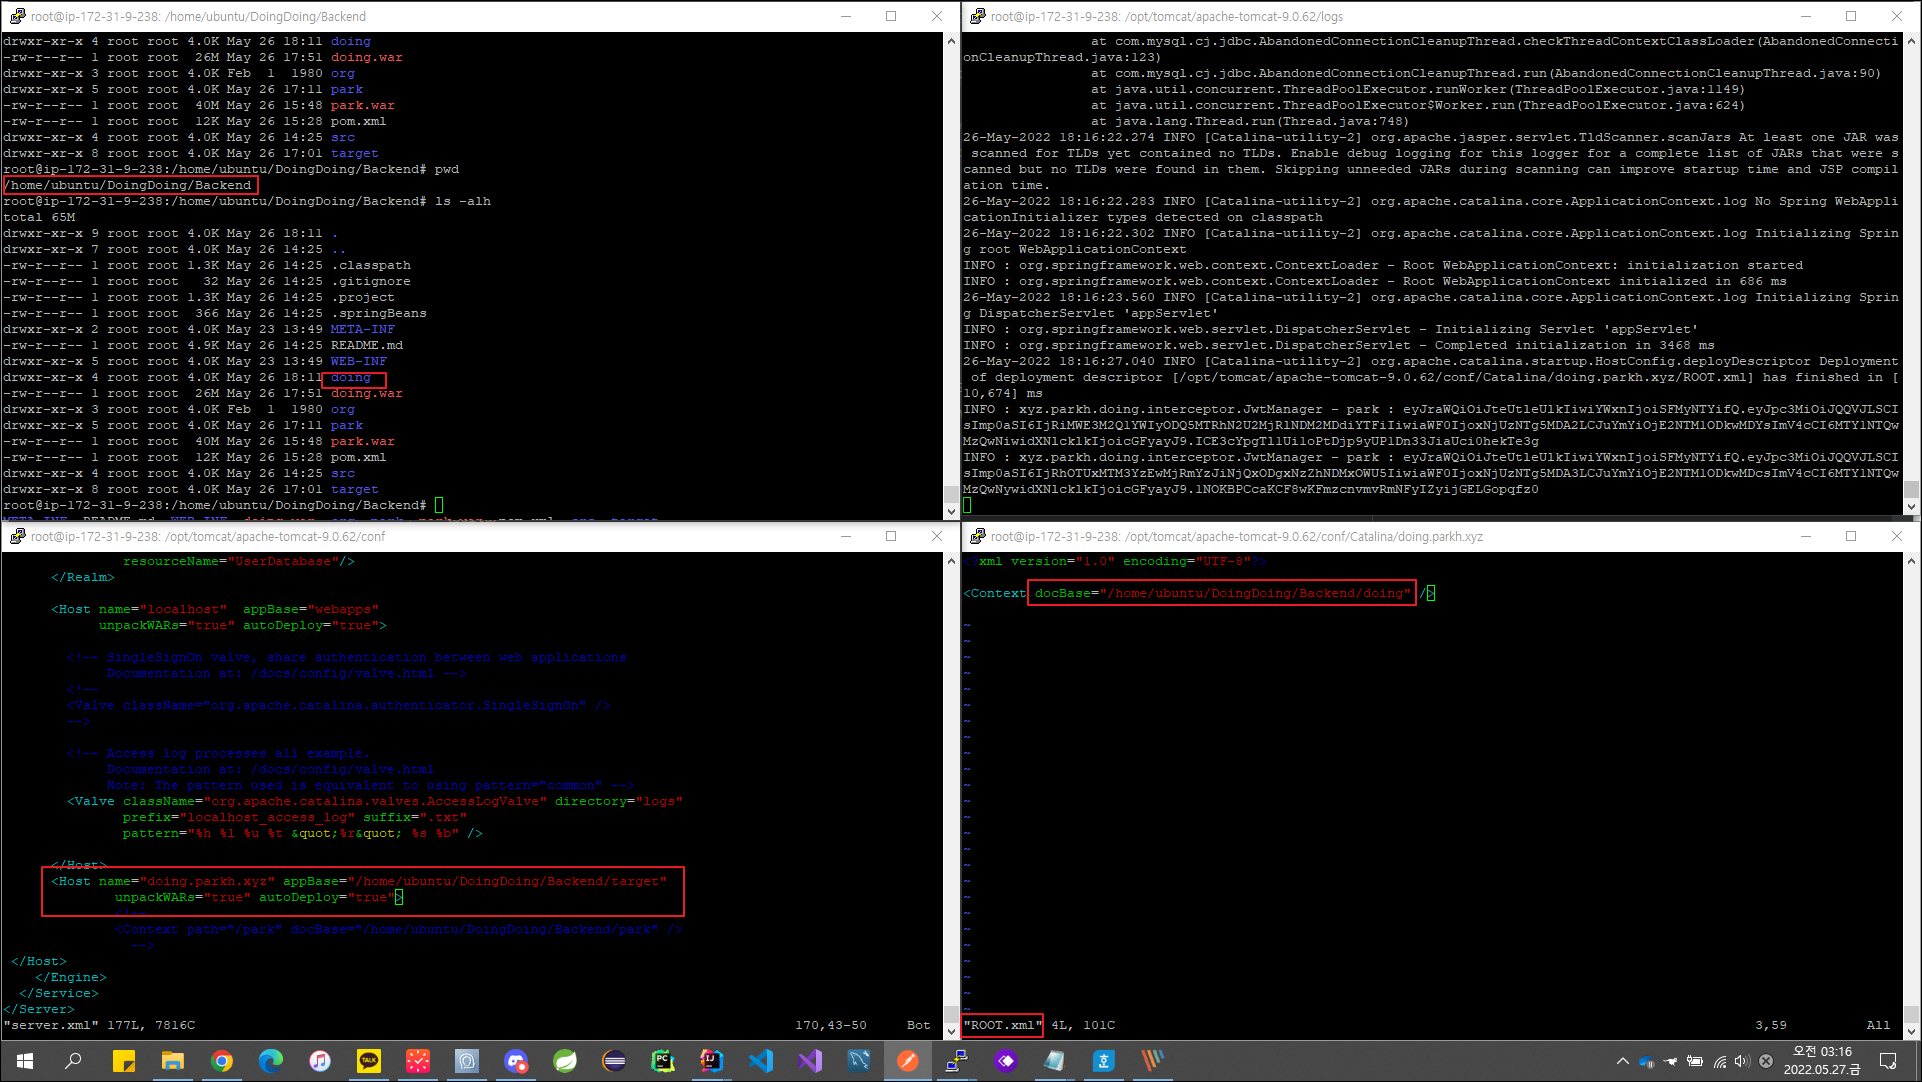 root@ip-172-31-9-238: /home/ubuntu/DoingDoing/Backend
drwxr-xr-x 4 root root 4.0K May 26 18:11 doing
-rw-r--r-- 1 root root  26M May 26 17:51 doing.war
drwxr-xr-x 3 root root 4.0K Feb  1  1980 org
drwxr-xr-x 5 root root 4.0K May 26 17:11 park
-rw-r--r-- 1 root root  40M May 26 15:48 park.war
-rw-r--r-- 1 root root  12K May 26 15:28 pom.xml
drwxr-xr-x 4 root root 4.0K May 26 14:25 src
drwxr-xr-x 8 root root 4.0K May 26 17:01 target
root@ip-172-31-9-238:/home/ubuntu/DoingDoing/Backend# pwd
/home/ubuntu/DoingDoing/Backend
root@ip-172-31-9-238:/home/ubuntu/DoingDoing/Backend# ls -alh
total 65M
drwxr-xr-x 9 root root 4.0K May 26 18:11 .
drwxr-xr-x 7 root root 4.0K May 26 14:25 ..
-rw-r--r-- 1 root root 1.3K May 26 14:25 .classpath
-rw-r--r-- 1 root root   32 May 26 14:25 .gitignore
-rw-r--r-- 1 root root 1.3K May 26 14:25 .project
-rw-r--r-- 1 root root  366 May 26 14:25 .springBeans
drwxr-xr-x 2 root root 4.0K May 23 13:49 META-INF
-rw-r--r-- 1 root root 4.9K May 26 14:25 README.md
drwxr-xr-x 5 root root 4.0K May 23 13:49 WEB-INF
drwxr-xr-x 4 root root 4.0K May 26 18:11 doing
-rw-r--r-- 1 root root  26M May 26 17:51 doing.war
drwxr-xr-x 3 root root 4.0K Feb  1  1980 org
drwxr-xr-x 5 root root 4.0K May 26 17:11 park
-rw-r--r-- 1 root root  40M May 26 15:48 park.war
-rw-r--r-- 1 root root  12K May 26 15:28 pom.xml
drwxr-xr-x 4 root root 4.0K May 26 14:25 src
drwxr-xr-x 8 root root 4.0K May 26 17:01 target
root@ip-172-31-9-238:/home/ubuntu/DoingDoing/Backend#
root@ip-172-31-9-238: /opt/tomcat/apache-tomcat-9.0.62/logs
at com.mysql.cj.jdbc.AbandonedConnectionCleanupThread.checkThreadContextClassLoader(AbandonedConnecti
onCleanupThread.java:123)
at com.mysql.cj.jdbc.AbandonedConnectionCleanupThread.run(AbandonedConnectionCleanupThread.java:90)
at java.util.concurrent.ThreadPoolExecutor.runWorker(ThreadPoolExecutor.java:1149)
at java.util.concurrent.ThreadPoolExecutor$Worker.run(ThreadPoolExecutor.java:624)
at java.lang.Thread.run(Thread.java:748)
26-May-2022 18:16:22.274 INFO [Catalina-utility-2] org.apache.jasper.servlet.TldScanner.scanJars At least one JAR was
scanned for TLDs yet contained no TLDs. Enable debug logging for this logger for a complete list of JARs that were s
canned but no TLDs were found in them. Skipping unneeded JARs during scanning can improve startup time and JSP compil
ation time.
26-May-2022 18:16:22.283 INFO [Catalina-utility-2] org.apache.catalina.core.ApplicationContext.log No Spring WebAppli
cationInitializer types detected on classpath
26-May-2022 18:16:22.302 INFO [Catalina-utility-2] org.apache.catalina.core.ApplicationContext.log Initializing Sprin
g root WebApplicationContext
INFO : org.springframework.web.context.ContextLoader - Root WebApplicationContext: initialization started
INFO : org.springframework.web.context.ContextLoader - Root WebApplicationContext initialized in 686 ms
26-May-2022 18:16:23.560 INFO [Catalina-utility-2] org.apache.catalina.core.ApplicationContext.log Initializing Sprin
g DispatcherServlet 'appServlet'
INFO : org.springframework.web.servlet.DispatcherServlet - Initializing Servlet 'appServlet'
INFO : org.springframework.web.servlet.DispatcherServlet - Completed initialization in 3468 ms
26-May-2022 18:16:27.040 INFO [Catalina-utility-2] org.apache.catalina.startup.HostConfig.deployDescriptor Deployment
of deployment descriptor [/opt/tomcat/apache-tomcat-9.0.62/conf/Catalina/doing.parkh.xyz/ROOT.xml] has finished in [
10,674] ms
INFO : xyz.parkh.doing.interceptor.JwtManager - park :
INFO : xyz.parkh.doing.interceptor.JwtManager - park :
root@ip-172-31-9-238: /opt/tomcat/apache-tomcat-9.0.62/conf
resourceName="UserDatabase"/>
</Realm>
<Host name="localhost"  appBase="webapps"
unpackWARs="true" autoDeploy="true">
<!-- SingleSignOn valve, share authentication between web applications
Documentation at: /docs/config/valve.html -->
<!--
<Valve className="org.apache.catalina.authenticator.SingleSignOn" />
-->
<!-- Access log processes all example.
Documentation at: /docs/config/valve.html
Note: The pattern used is equivalent to using pattern="common" -->
<Valve className="org.apache.catalina.valves.AccessLogValve" directory="logs"
prefix="localhost_access_log" suffix=".txt"
pattern="%h %l %u %t &quot;%r&quot; %s %b" />
</Host>
<Host name="doing.parkh.xyz" appBase="/home/ubuntu/DoingDoing/Backend/target"
unpackWARs="true" autoDeploy="true">
<!--
<Context path="/park" docBase="/home/ubuntu/DoingDoing/Backend/park" />
-->
</Host>
</Engine>
</Service>
</Server>
"server.xml" 177L, 7816C 170,43-50 Bot
root@ip-172-31-9-238: /opt/tomcat/apache-tomcat-9.0.62/conf/Catalina/doing.parkh.xyz
<?xml version="1.0" encoding="UTF-8"?>
<Context docBase="/home/ubuntu/DoingDoing/Backend/doing" />
"ROOT.xml" 4L, 101C 3,59 All
오전 03:16
2022.05.27.금